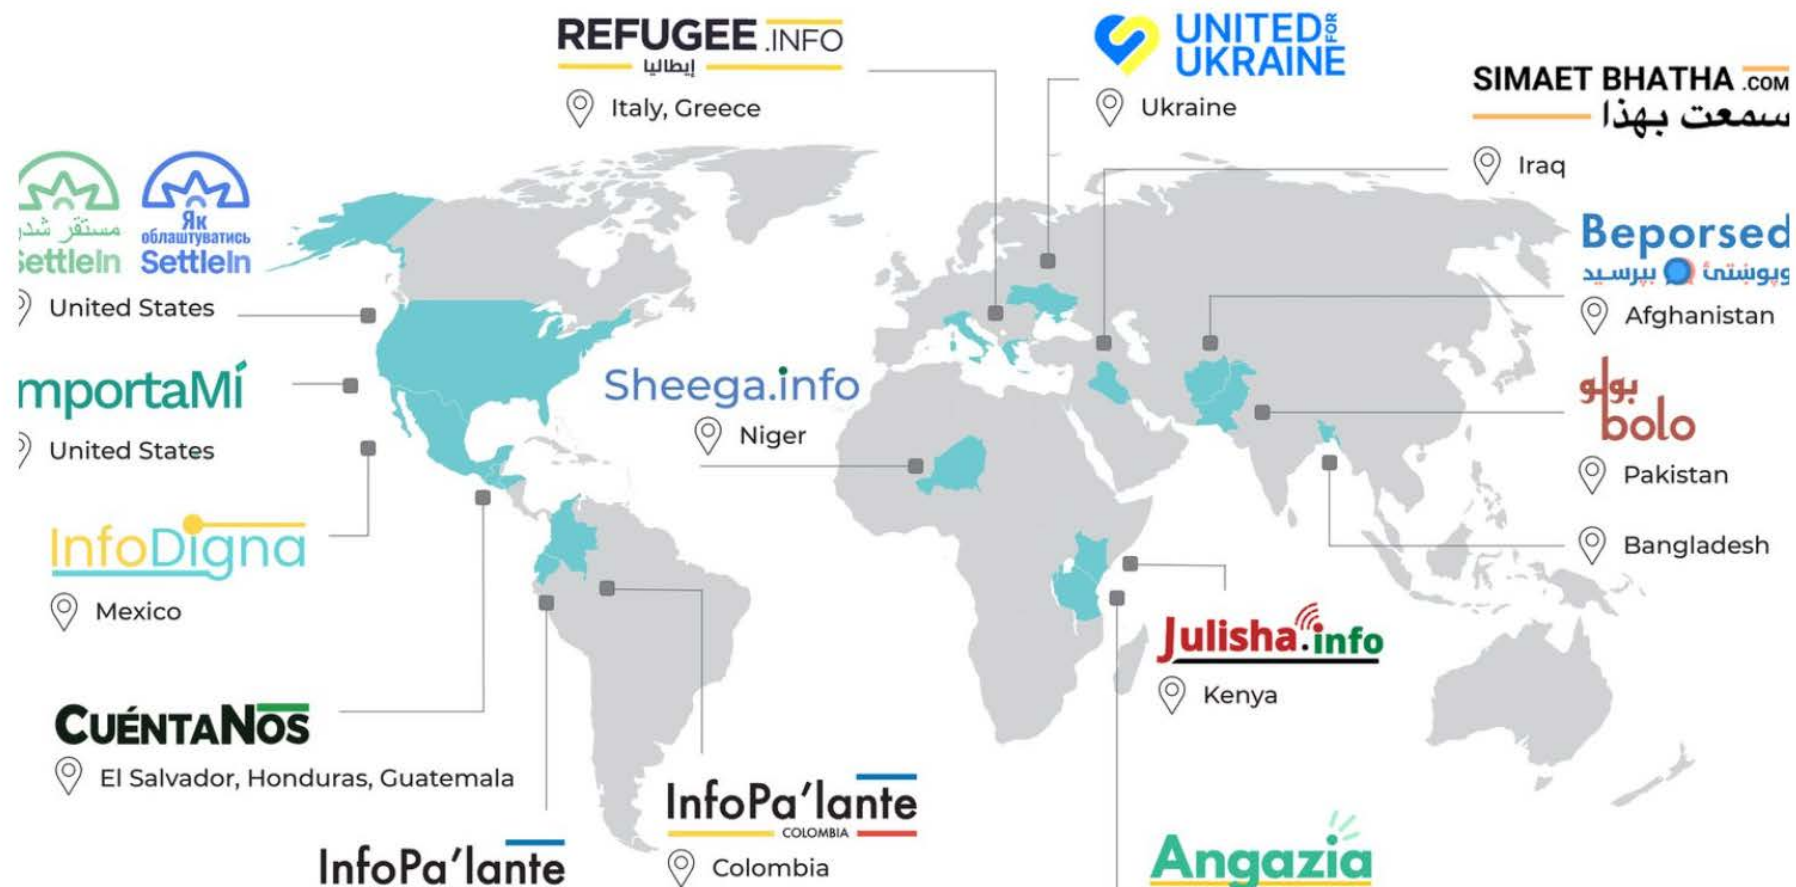 REFUGEE .INFO
إيطاليا
Italy, Greece
UNITED FOR
UKRAINE
Ukraine
SIMAET BHATHA .COM
سمعت بهذا
Iraq
مستقر شدن
SettleIn
United States
Як
облаштуватись
SettleIn
Beporsed
وپوښتئ بپرسید
Afghanistan
mportaMí
United States
Sheega.info
Niger
بولو
bolo
Pakistan
InfoDigna
Mexico
Bangladesh
Julisha.info
Kenya
CUÉNTANOS
El Salvador, Honduras, Guatemala
InfoPa'lante
COLOMBIA
Colombia
InfoPa'lante
Angazia